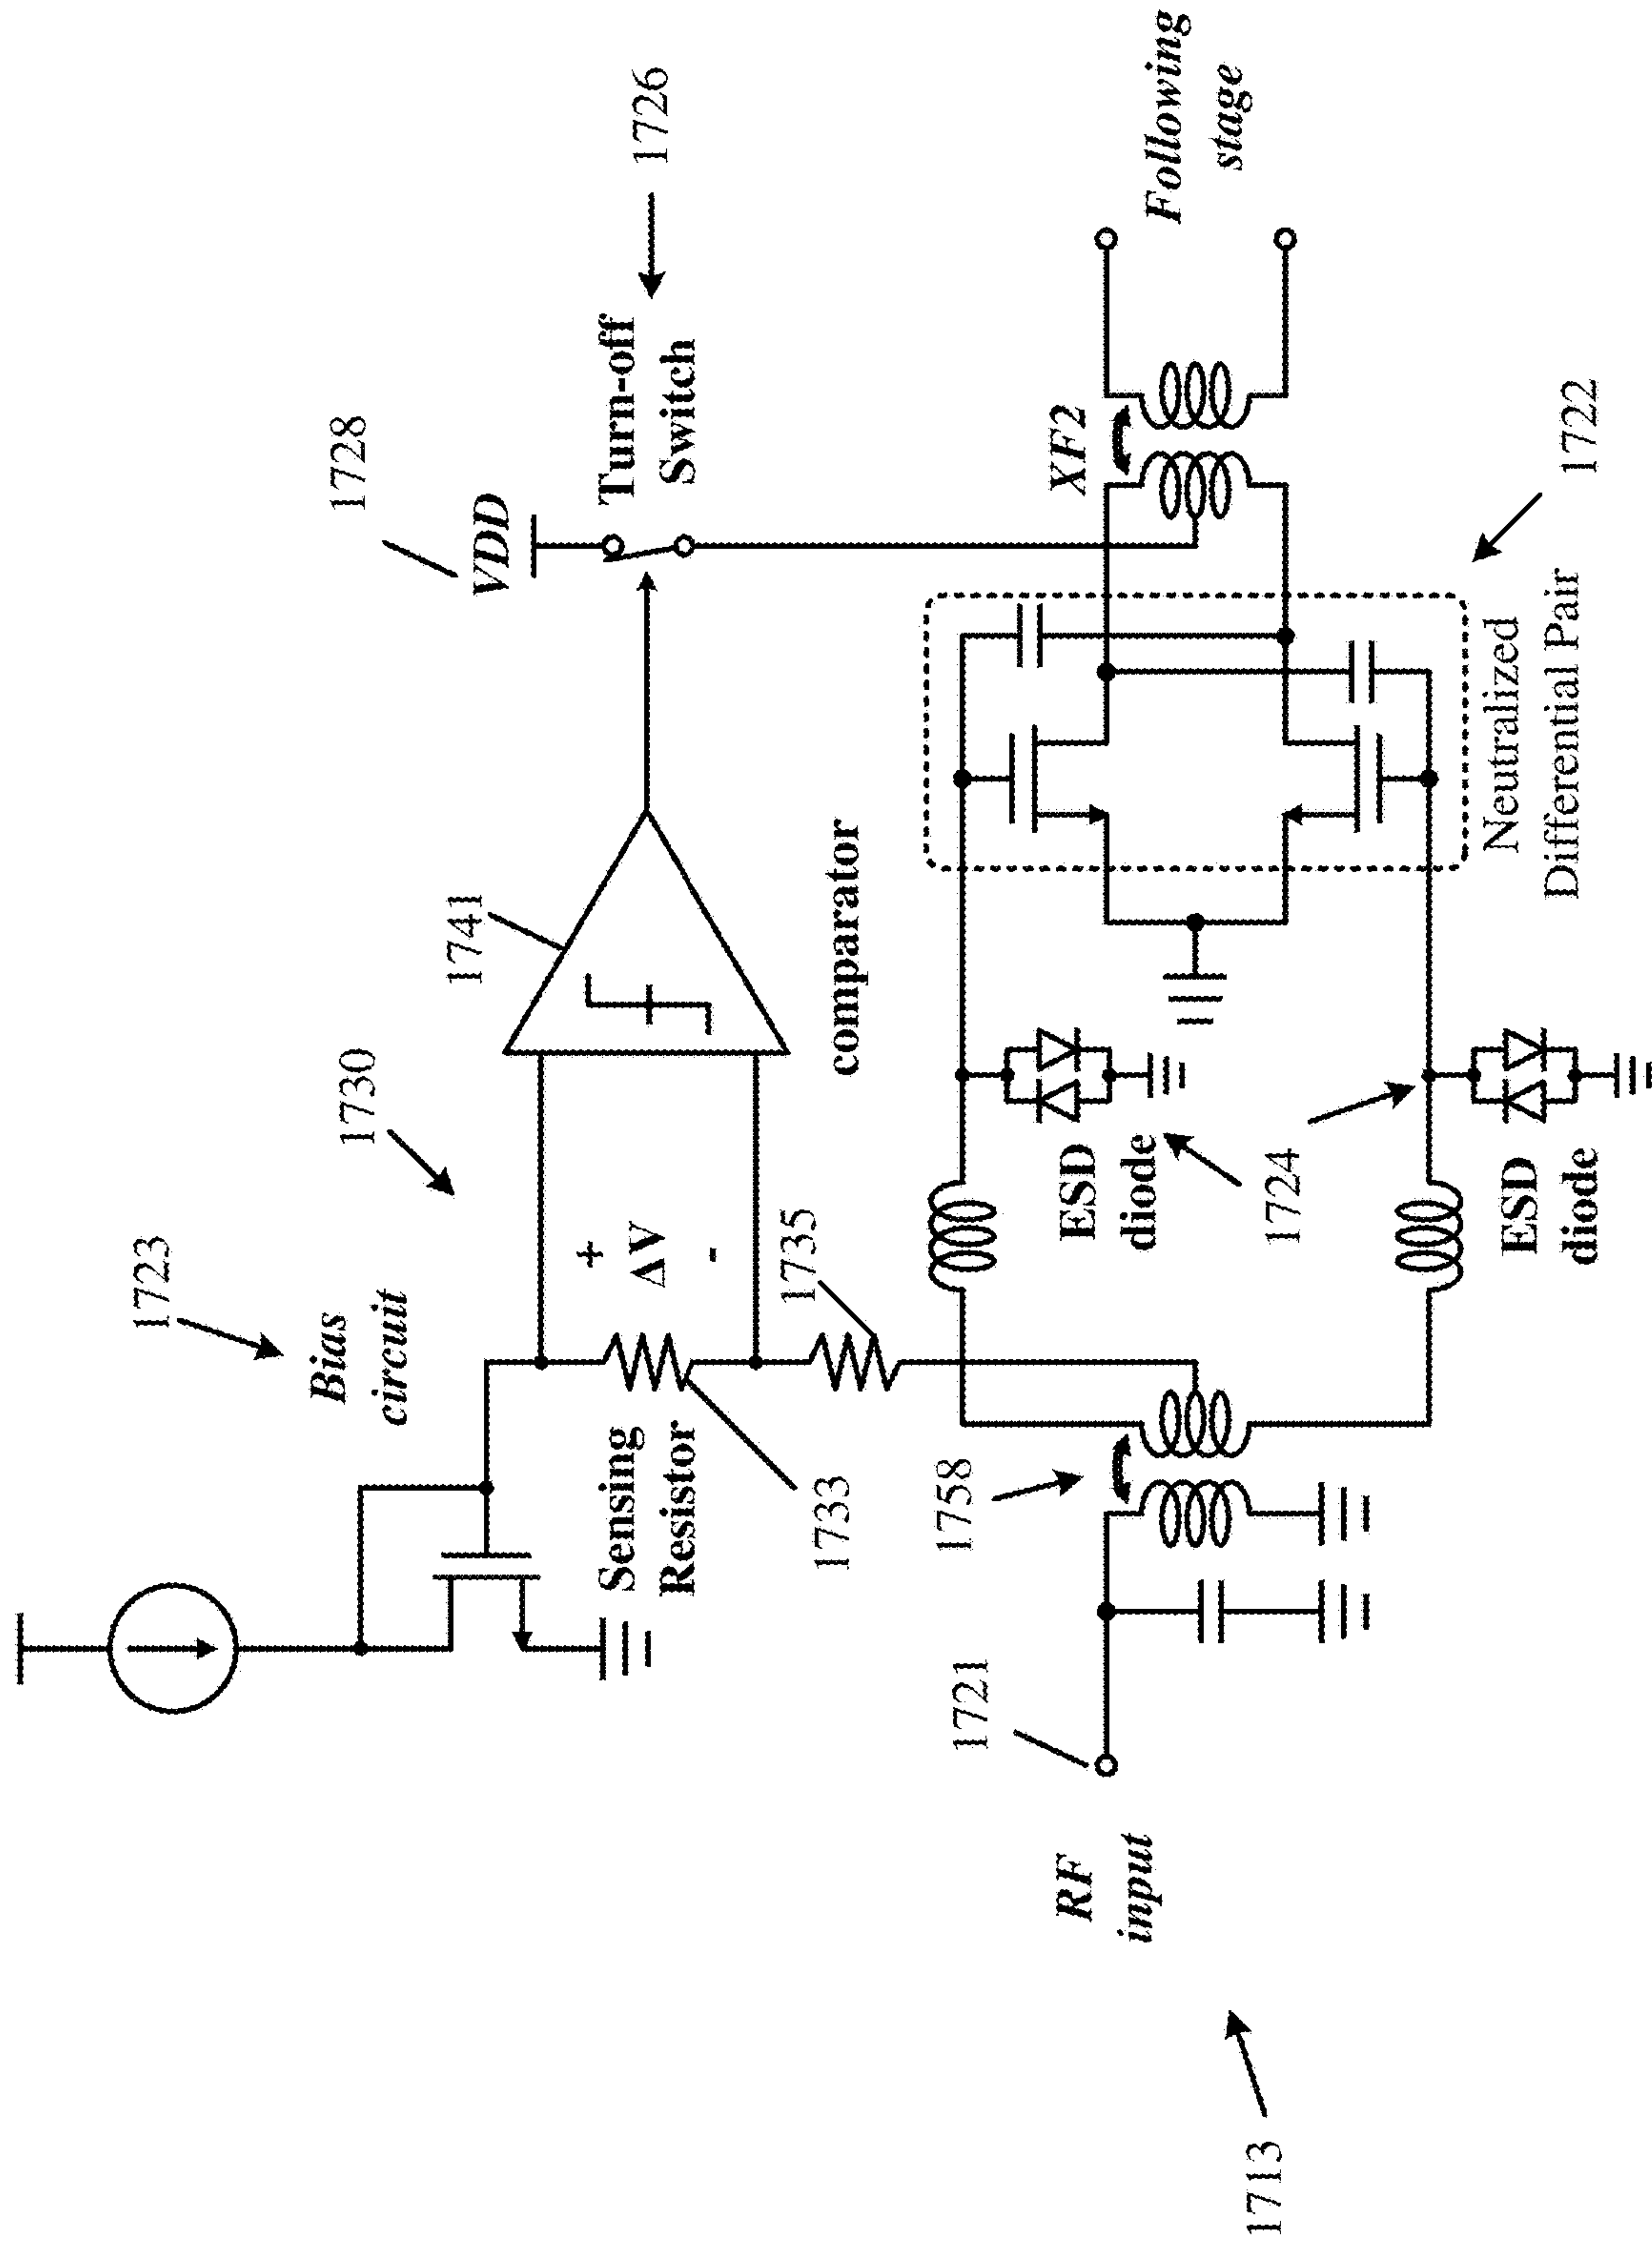 1723
Bias
circuit
1730
1741
1728
VDD
Turn-off
Switch
1726
Sensing
Resistor
+
ΔV
-
1733
1735
comparator
1758
XF2
Following
stage
1721
RF
input
ESD
diode
1724
ESD
diode
Neutralized
Differential Pair
1722
1713